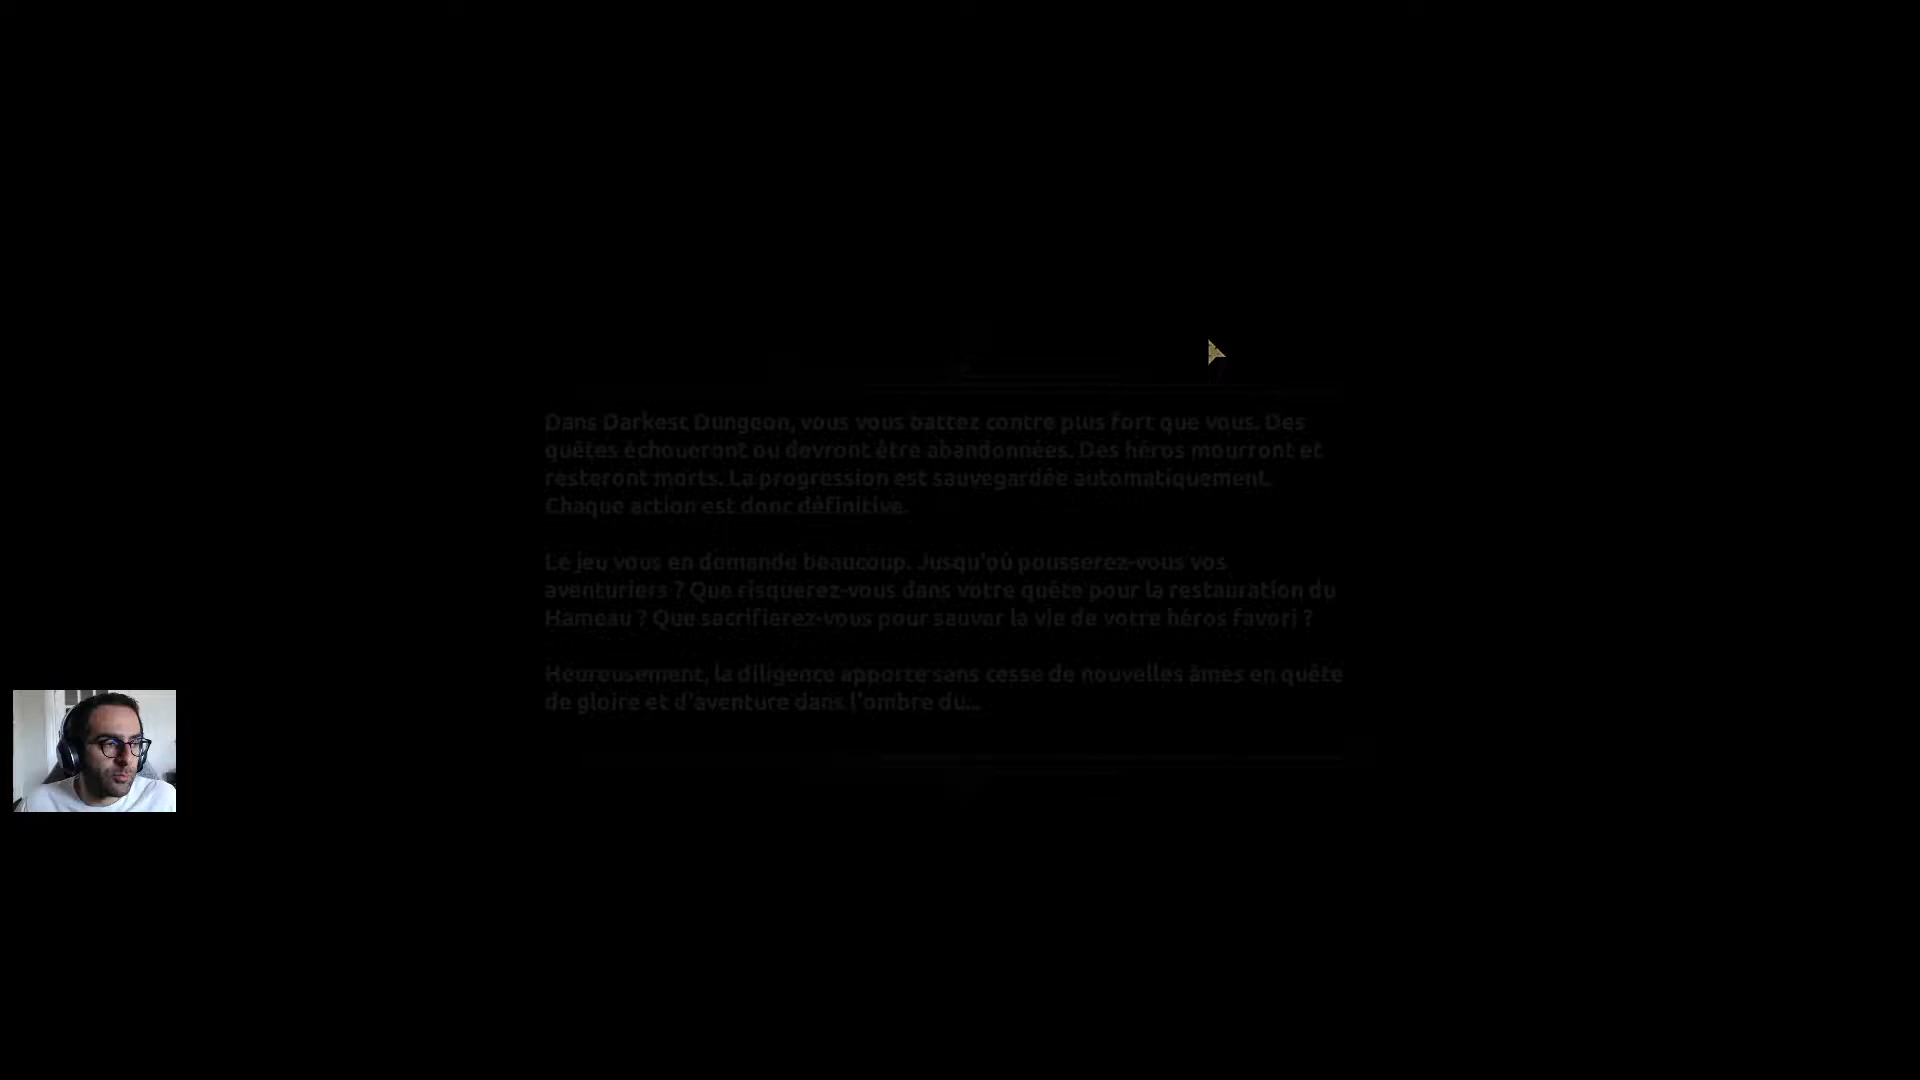 Dans Darkest Dungeon, vous vous battez contre plus fort que vous. Des
quêtes échoueront ou devront être abandonnées. Des héros mourront et
resteront morts. La progression est sauvegardée automatiquement.
Chaque action est donc définitive.
Le jeu vous en demande beaucoup. Jusqu'où pousserez-vous vos
aventuriers ? Que risquerez-vous dans votre quête pour la restauration du
Hameau ? Que sacrifierez-vous pour sauver la vie de votre héros favori ?
Heureusement, la diligence apporte sans cesse de nouvelles âmes en quête
de gloire et d'aventure dans l'ombre du...